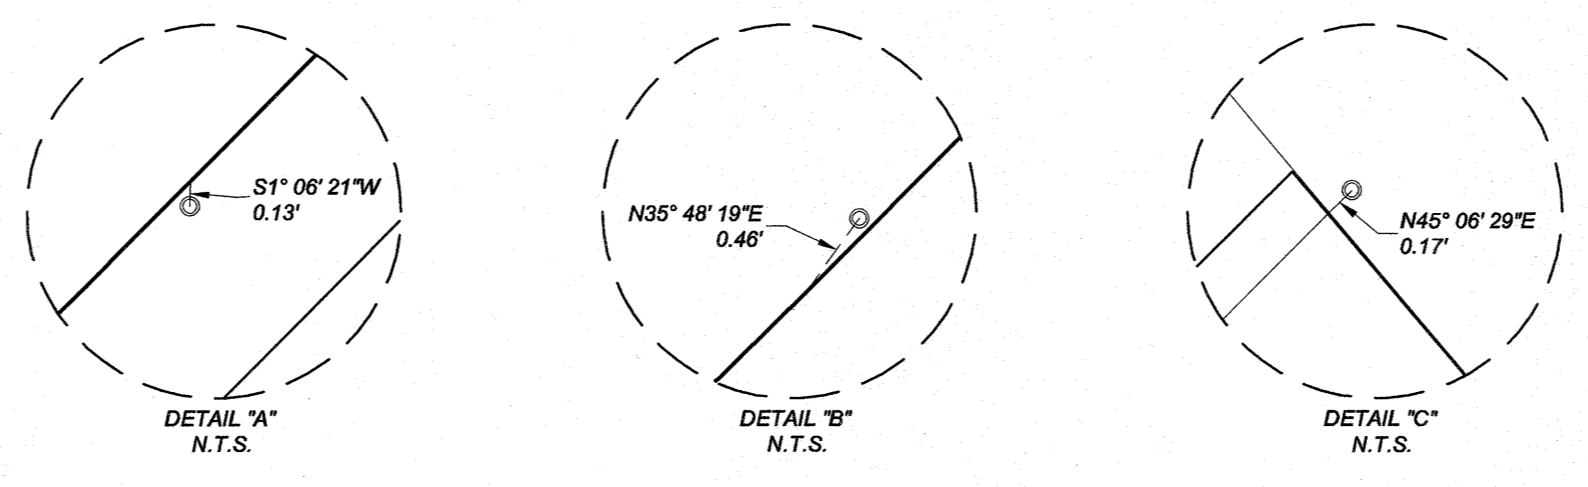 S1° 06' 21"W
0.13'
DETAIL "A"
N.T.S.
N35° 48' 19"E
0.46'
DETAIL "B"
N.T.S.
N45° 06' 29"E
0.17'
DETAIL "C"
N.T.S.